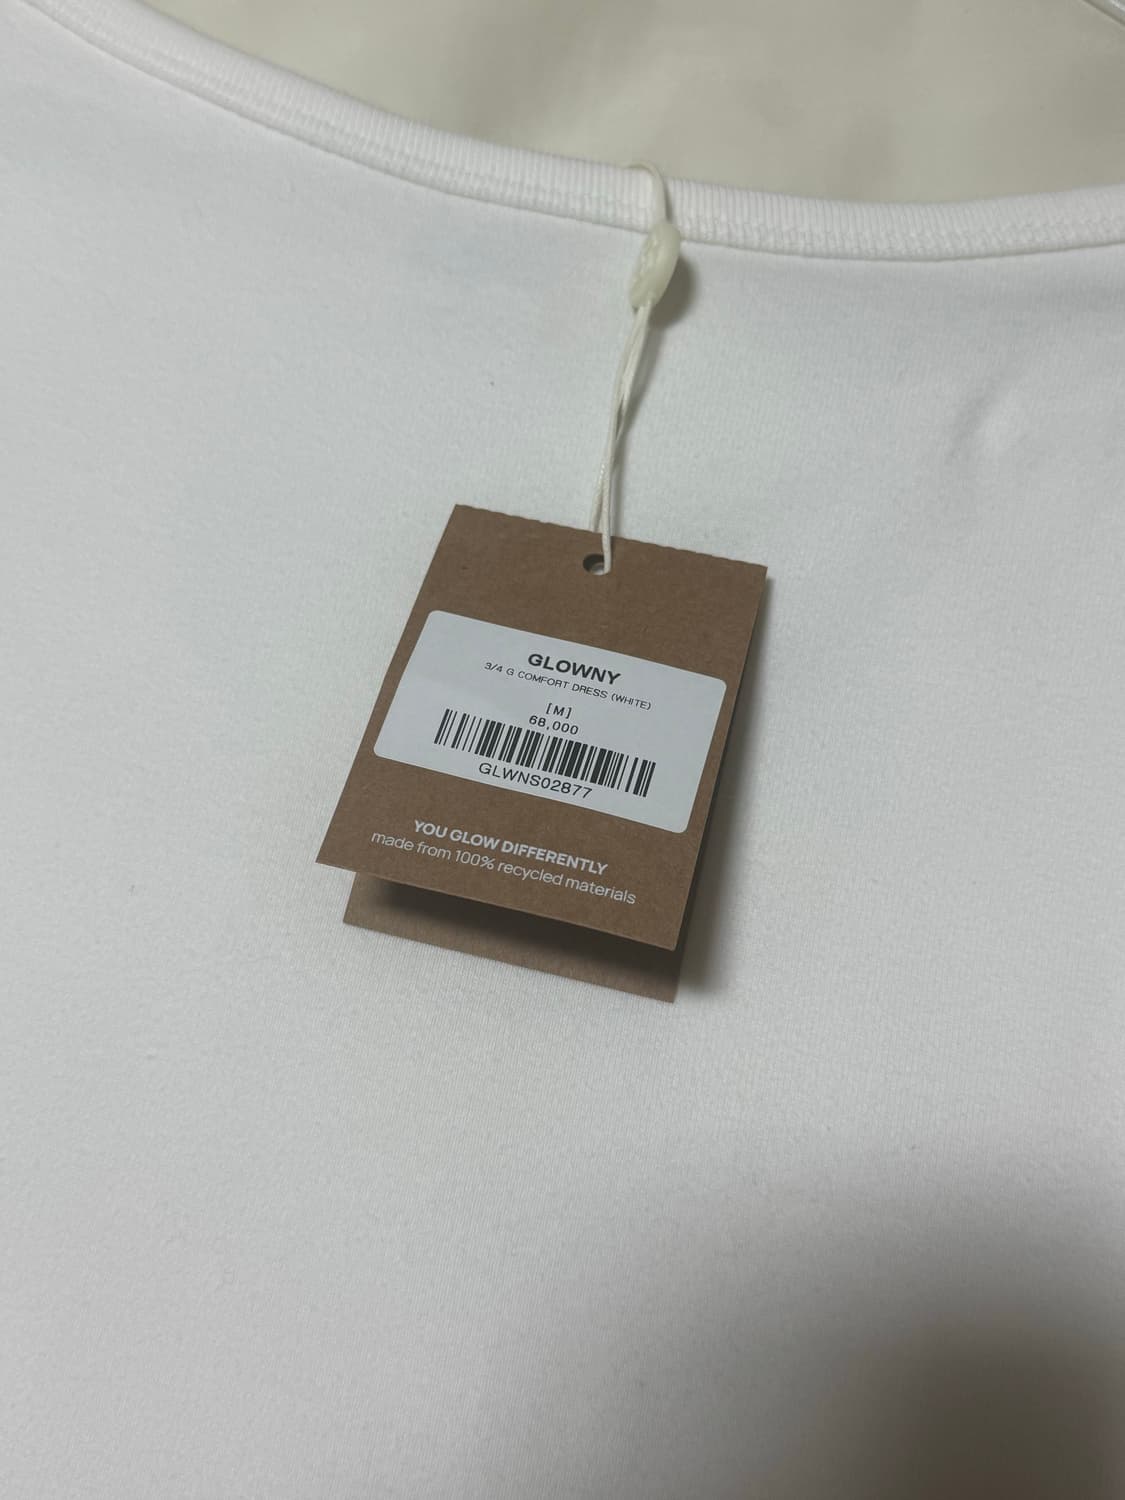 GLOWNY
3/4 G COMFORT DRESS (WHITE)
[M]
68,000
GLWNS02877
YOU GLOW DIFFERENTLY
made from 100% recycled materials